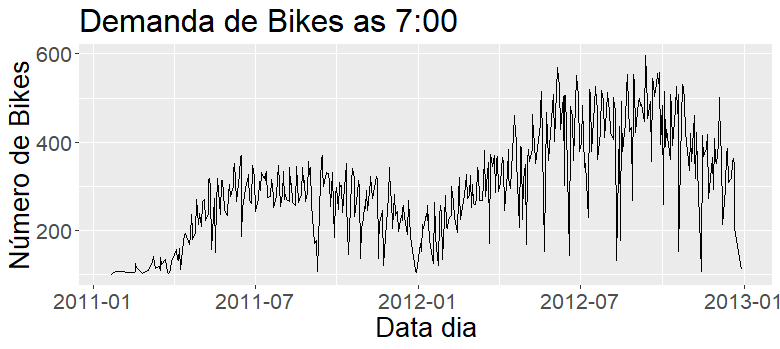 Demanda de Bikes as 7:00
Número de Bikes
600
400
200
2011-01 2011-07 2012-01 2012-07 2013-01
Data dia